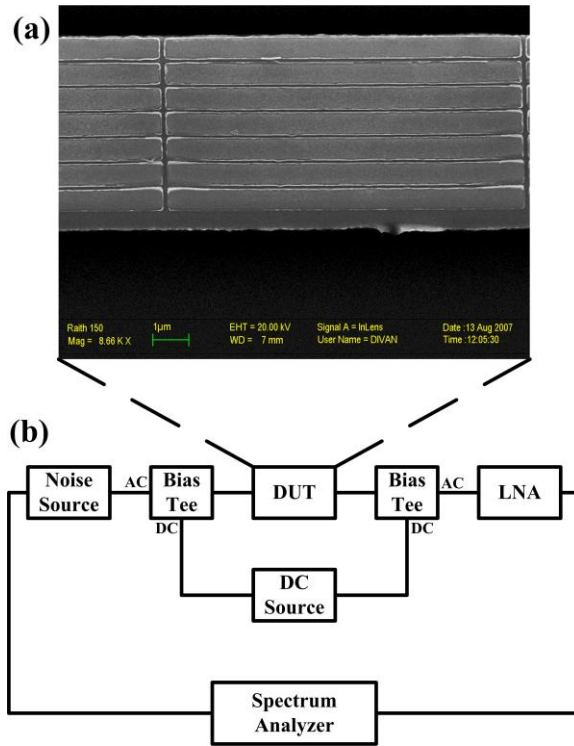 (a)
Raith 150
Mag = 8.66 K X
1µm
EHT = 20.00 kV
WD = 7 mm
Signal A = InLens
User Name = DIVAN
Date :13 Aug 2007
Time :12:05:30
(b)
Noise
Source
AC
Bias
Tee
DC
DUT
Bias
Tee
AC
DC
LNA
DC
Source
Spectrum
Analyzer